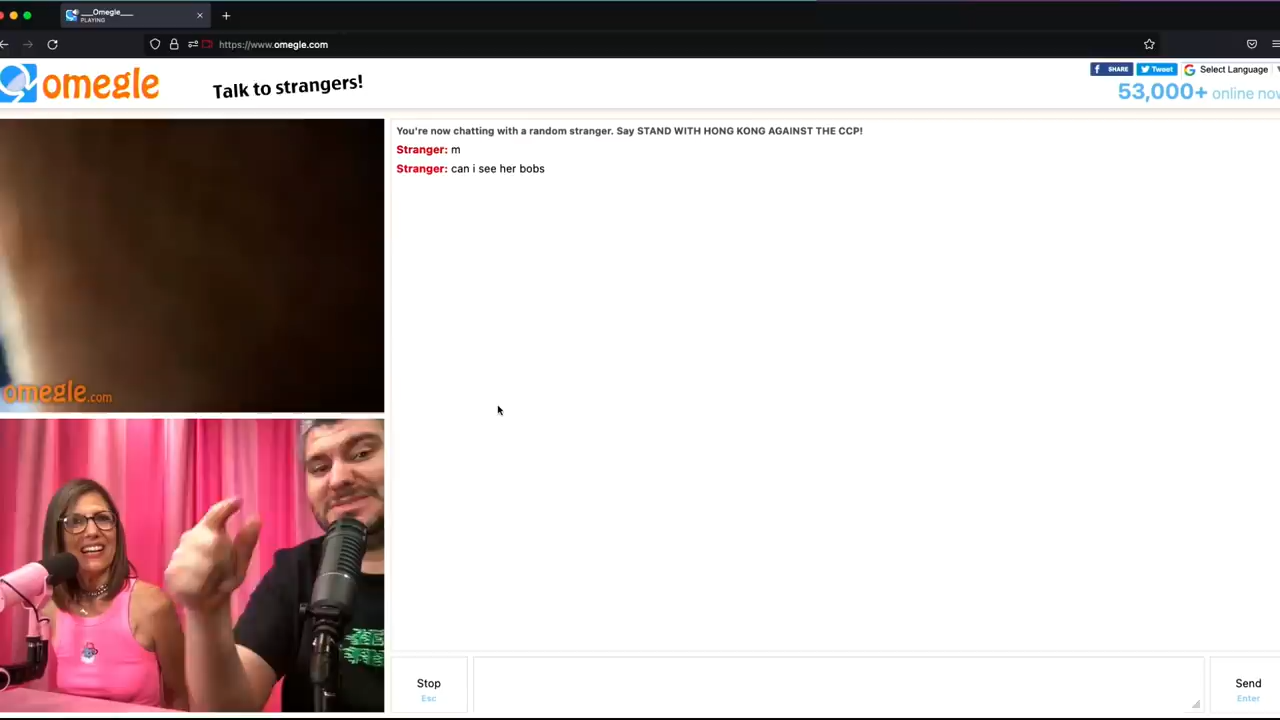 ___Omegle___
PLAYING
https://www.omegle.com
omegle
Talk to strangers!
SHARE
Tweet
Select Language
53,000+ online now
You're now chatting with a random stranger. Say STAND WITH HONG KONG AGAINST THE CCP!
Stranger: m
Stranger: can i see her bobs
omegle.com
Stop
Esc
Send
Enter